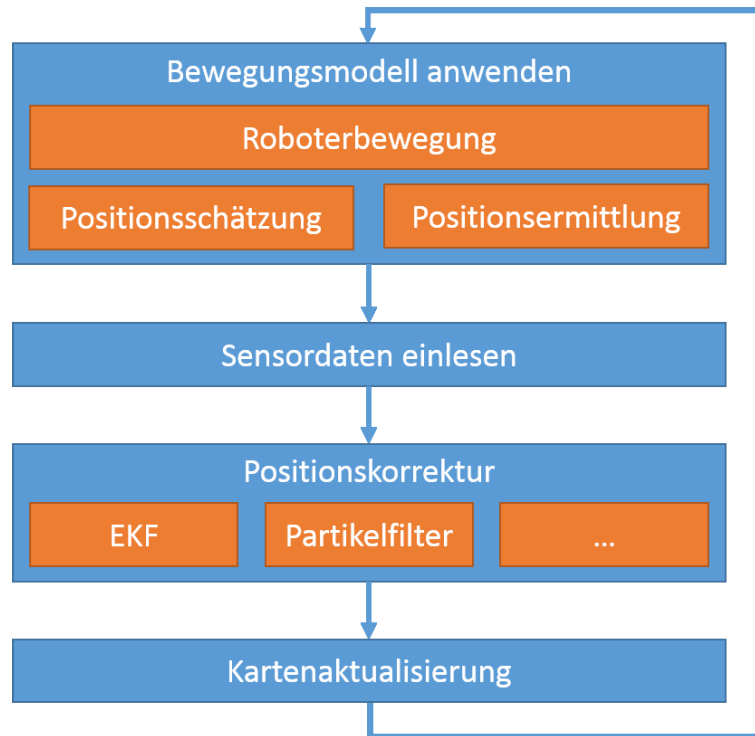 Bewegungsmodell anwenden
Roboterbewegung
Positionsschätzung
Positionsermittlung
Sensordaten einlesen
Positionskorrektur
EKF
Partikelfilter
...
Kartenaktualisierung